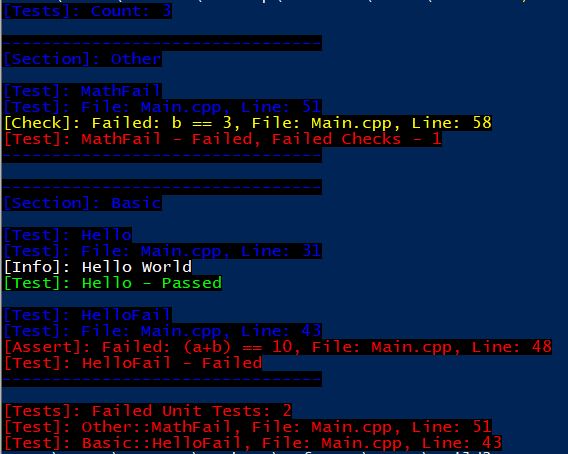 [Tests]: Count: 3
--------------------------------
[Section]: Other
[Test]: MathFail
[Test]: File: Main.cpp, Line: 51
[Check]: Failed: b == 3, File: Main.cpp, Line: 58
[Test]: MathFail - Failed, Failed Checks - 1
--------------------------------
--------------------------------
[Section]: Basic
[Test]: Hello
[Test]: File: Main.cpp, Line: 31
[Info]: Hello World
[Test]: Hello - Passed
[Test]: HelloFail
[Test]: File: Main.cpp, Line: 43
[Assert]: Failed: (a+b) == 10, File: Main.cpp, Line: 48
[Test]: HelloFail - Failed
--------------------------------
[Tests]: Failed Unit Tests: 2
[Test]: Other::MathFail, File: Main.cpp, Line: 51
[Test]: Basic::HelloFail, File: Main.cpp, Line: 43